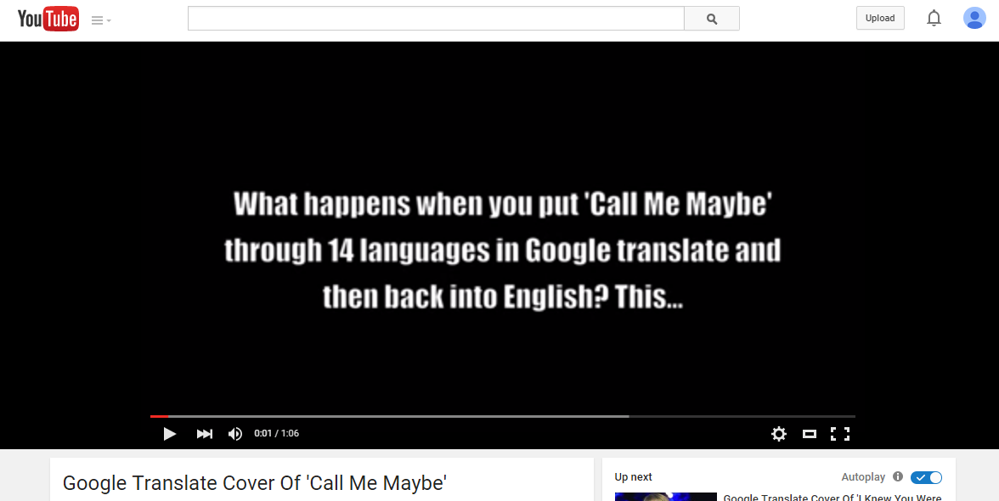 YouTube
Upload
What happens when you put 'Call Me Maybe'
through 14 languages in Google translate and
then back into English? This...
0:01 / 1:06
Google Translate Cover Of 'Call Me Maybe'
Up next
Autoplay
Google Translate Cover Of 'I Knew You Were